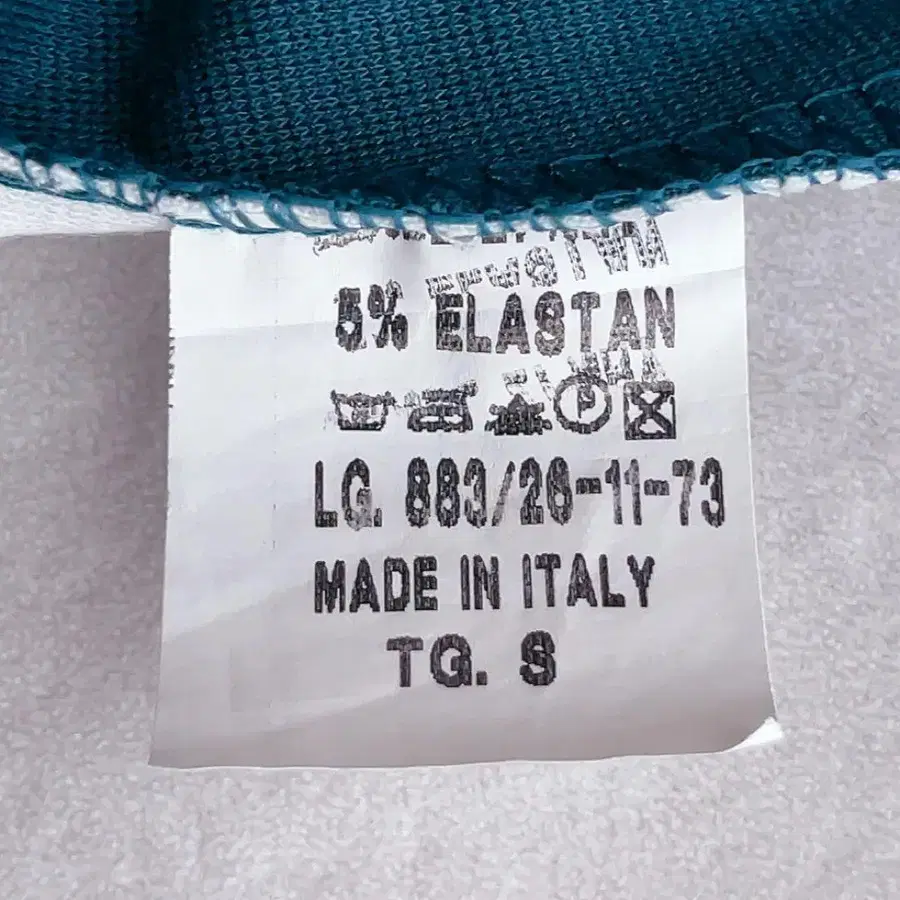 5% ELASTAN
P
LG. 883/26-11-73
MADE IN ITALY
TG. S